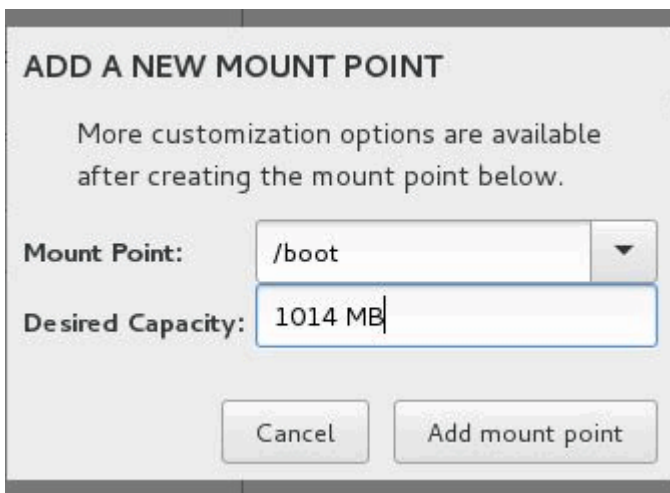 ADD A NEW MOUNT POINT
More customization options are available
after creating the mount point below.
Mount Point: /boot
Desired Capacity: 1014 MB
Cancel Add mount point